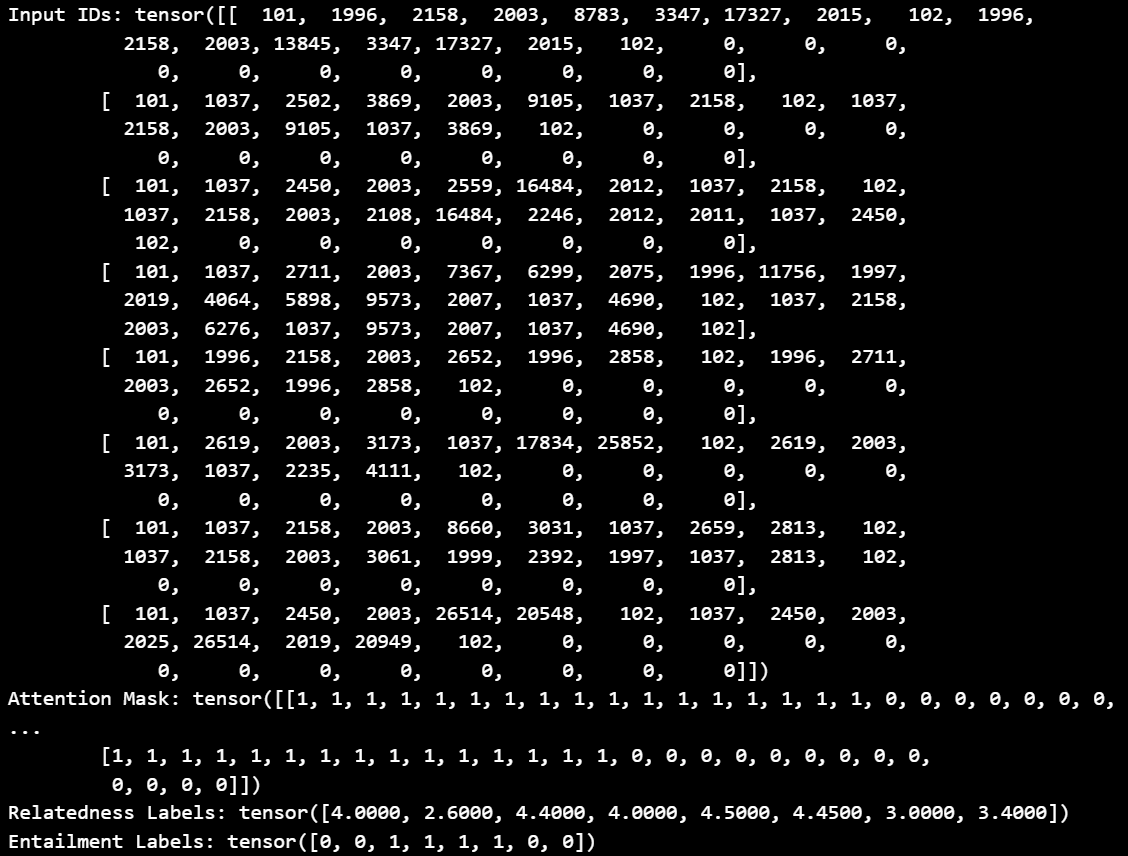 Input IDs: tensor([[  101,  1996,  2158,  2003,  8783,  3347, 17327,  2015,   102,  1996,
          2158,  2003, 13845,  3347, 17327,  2015,   102,     0,     0,     0,
             0,     0,     0,     0,     0,     0,     0,     0],
        [  101,  1037,  2502,  3869,  2003,  9105,  1037,  2158,   102,  1037,
          2158,  2003,  9105,  1037,  3869,   102,     0,     0,     0,     0,
             0,     0,     0,     0,     0,     0,     0,     0],
        [  101,  1037,  2450,  2003,  2559, 16484,  2012,  1037,  2158,   102,
          1037,  2158,  2003,  2108, 16484,  2246,  2012,  2011,  1037,  2450,
           102,     0,     0,     0,     0,     0,     0,     0],
        [  101,  1037,  2711,  2003,  7367,  6299,  2075,  1996, 11756,  1997,
          2019,  4064,  5898,  9573,  2007,  1037,  4690,   102,  1037,  2158,
          2003,  6276,  1037,  9573,  2007,  1037,  4690,   102],
        [  101,  1996,  2158,  2003,  2652,  1996,  2858,   102,  1996,  2711,
          2003,  2652,  1996,  2858,   102,     0,     0,     0,     0,     0,
             0,     0,     0,     0,     0,     0,     0,     0],
        [  101,  2619,  2003,  3173,  1037, 17834, 25852,   102,  2619,  2003,
          3173,  1037,  2235,  4111,   102,     0,     0,     0,     0,     0,
             0,     0,     0,     0,     0,     0,     0,     0],
        [  101,  1037,  2158,  2003,  8660,  3031,  1037,  2659,  2813,   102,
          1037,  2158,  2003,  3061,  1999,  2392,  1997,  1037,  2813,   102,
             0,     0,     0,     0,     0,     0,     0,     0],
        [  101,  1037,  2450,  2003, 26514, 20548,   102,  1037,  2450,  2003,
          2025, 26514,  2019, 20949,   102,     0,     0,     0,     0,     0,
             0,     0,     0,     0,     0,     0,     0,     0]])
Attention Mask: tensor([[1, 1, 1, 1, 1, 1, 1, 1, 1, 1, 1, 1, 1, 1, 1, 1, 1, 0, 0, 0, 0, 0, 0, 0,
...
        [1, 1, 1, 1, 1, 1, 1, 1, 1, 1, 1, 1, 1, 1, 1, 0, 0, 0, 0, 0, 0, 0, 0, 0,
         0, 0, 0, 0]])
Relatedness Labels: tensor([4.0000, 2.6000, 4.4000, 4.0000, 4.5000, 4.4500, 3.0000, 3.4000])
Entailment Labels: tensor([0, 0, 1, 1, 1, 1, 0, 0])